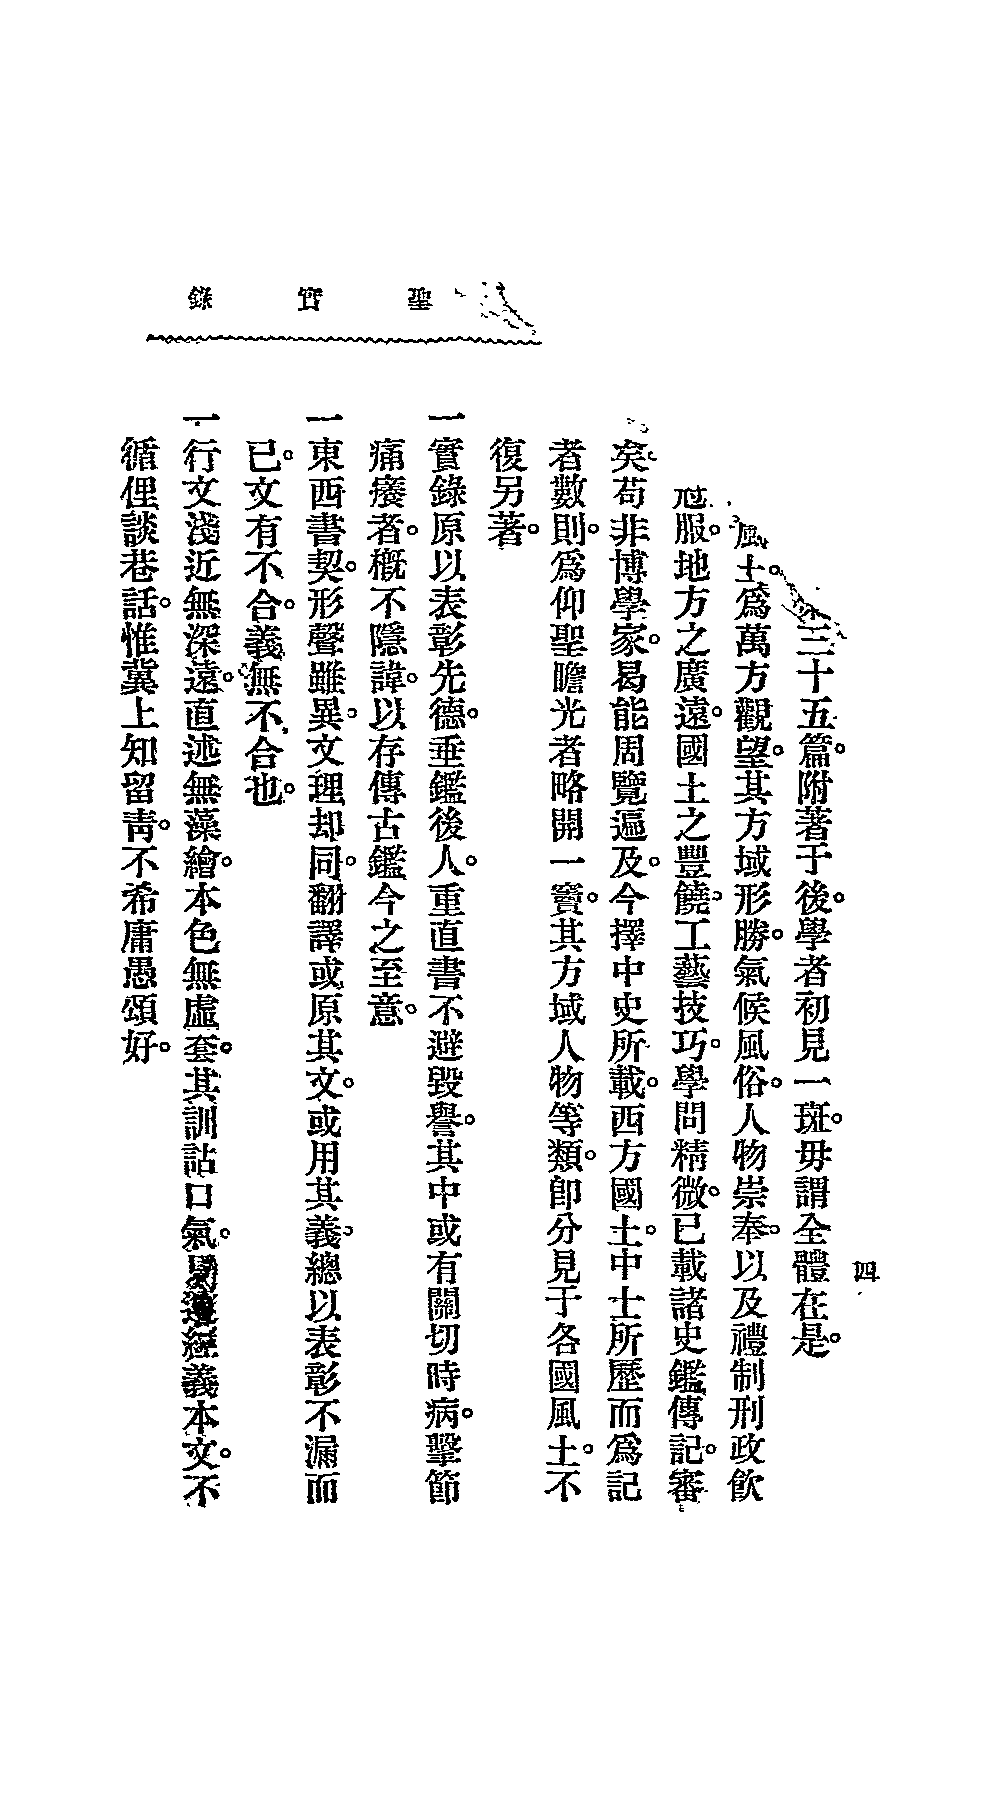 聖實錄
四
三十五篇。附著于後。學者初見一斑。毋謂全體在是。
風土。爲萬方觀望。其方域形勝。氣候風俗。人物崇奉。以及禮制刑政飲
服。地方之廣遠。國土之豐饒。工藝技巧。學問精微。已載諸史鑑傳記。審
矣。苟非博學家。曷能周覽遍及。今擇中史所載。西方國土。中士所歷而爲記
者數則。爲仰聖瞻光者略開一竇。其方域人物等類。卽分見于各國風土。不
復另著。
一實錄原以表彰先德。垂鑑後人。重直書不避毀譽。其中或有關切時病。擊節
痛癢者。槪不隱諱。以存傳古鑑今之至意。
一東西書契。形聲雖異。文理却同。翻譯或原其文。或用其義。總以表彰不漏而
已。文有不合。義無不合也。
一行文淺近無深遠。直述無藻繪。本色無虛套。其訓詁口氣。易遵經義本文。不
循俚談巷話。惟冀上知留靑。不希庸愚頌好。